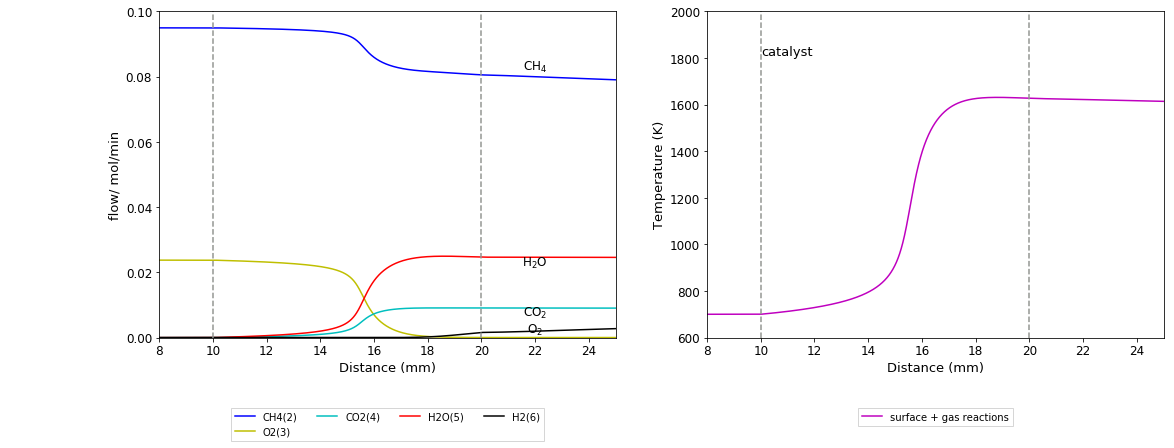 0.10
0.08
0.06
0.04
0.02
0.00
flow/ mol/min
CH₄
H₂O
CO₂
O₂
8 10 12 14 16 18 20 22 24
Distance (mm)
CH4(2) CO2(4) H2O(5) H2(6)
O2(3)
2000
1800
1600
1400
1200
1000
800
600
Temperature (K)
catalyst
8 10 12 14 16 18 20 22 24
Distance (mm)
surface + gas reactions